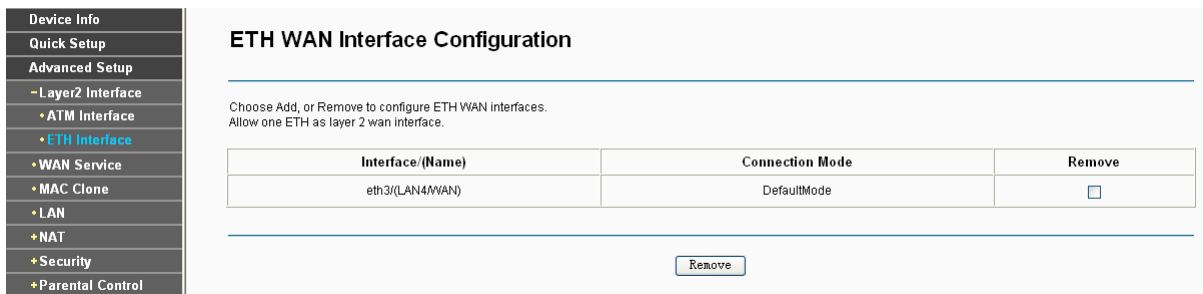 Device Info
Quick Setup
Advanced Setup
-Layer2 Interface
•ATM Interface
•ETH Interface
•WAN Service
•MAC Clone
•LAN
+NAT
+Security
+Parental Control
ETH WAN Interface Configuration
Choose Add, or Remove to configure ETH WAN interfaces.
Allow one ETH as layer 2 wan interface.
Interface/(Name) Connection Mode Remove
eth3/(LAN4/WAN) DefaultMode
Remove